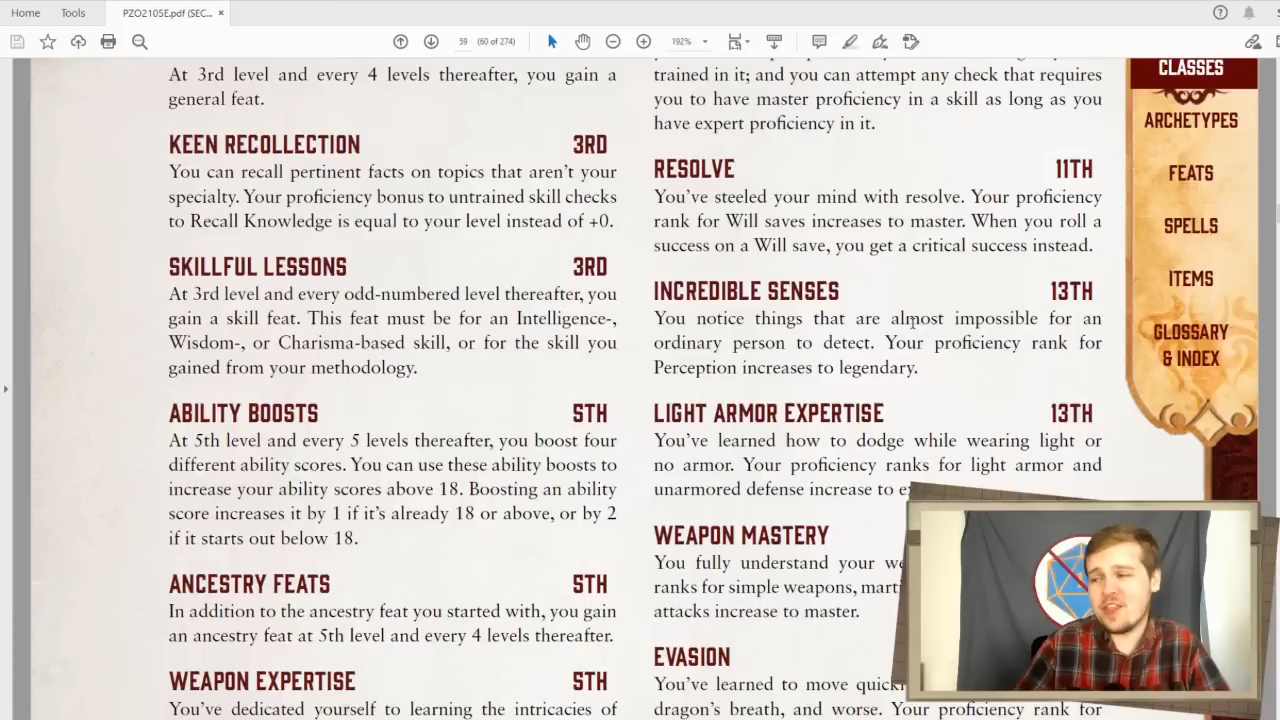 Home
Tools
PZO2105E.pdf (SEC...
59
(60 of 274)
192%
At 3rd level and every 4 levels thereafter, you gain a
general feat.
KEEN RECOLLECTION 3RD
You can recall pertinent facts on topics that aren't your
specialty. Your proficiency bonus to untrained skill checks
to Recall Knowledge is equal to your level instead of +0.
SKILLFUL LESSONS 3RD
At 3rd level and every odd-numbered level thereafter, you
gain a skill feat. This feat must be for an Intelligence-,
Wisdom-, or Charisma-based skill, or for the skill you
gained from your methodology.
ABILITY BOOSTS 5TH
At 5th level and every 5 levels thereafter, you boost four
different ability scores. You can use these ability boosts to
increase your ability scores above 18. Boosting an ability
score increases it by 1 if it's already 18 or above, or by 2
if it starts out below 18.
ANCESTRY FEATS 5TH
In addition to the ancestry feat you started with, you gain
an ancestry feat at 5th level and every 4 levels thereafter.
WEAPON EXPERTISE 5TH
You've dedicated yourself to learning the intricacies of
trained in it; and you can attempt any check that requires
you to have master proficiency in a skill as long as you
have expert proficiency in it.
RESOLVE 11TH
You've steeled your mind with resolve. Your proficiency
rank for Will saves increases to master. When you roll a
success on a Will save, you get a critical success instead.
INCREDIBLE SENSES 13TH
You notice things that are almost impossible for an
ordinary person to detect. Your proficiency rank for
Perception increases to legendary.
LIGHT ARMOR EXPERTISE 13TH
You've learned how to dodge while wearing light or
no armor. Your proficiency ranks for light armor and
unarmored defense increase to
WEAPON MASTERY
You fully understand your
ranks for simple weapons,
attacks increase to master.
EVASION
You've learned to move
dragon's breath, and worse. Your proficiency rank for
CLASSES
ARCHETYPES
FEATS
SPELLS
ITEMS
GLOSSARY
& INDEX